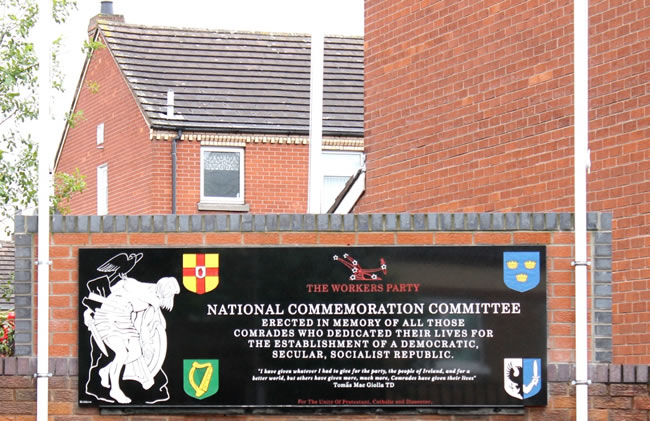 THE WORKERS PARTY
NATIONAL COMMEMORATION COMMITTEE
ERECTED IN MEMORY OF ALL THOSE
COMRADES WHO DEDICATED THEIR LIVES FOR
THE ESTABLISHMENT OF A DEMOCRATIC,
SECULAR, SOCIALIST REPUBLIC.
"I have given whatever I had to give for the party, the people of Ireland, and for a
better world, but others have given more, much more, Comrades have given their lives"
Tomás Mac Giolla TD
For The Unity Of Protestant, Catholic and Dissenter.